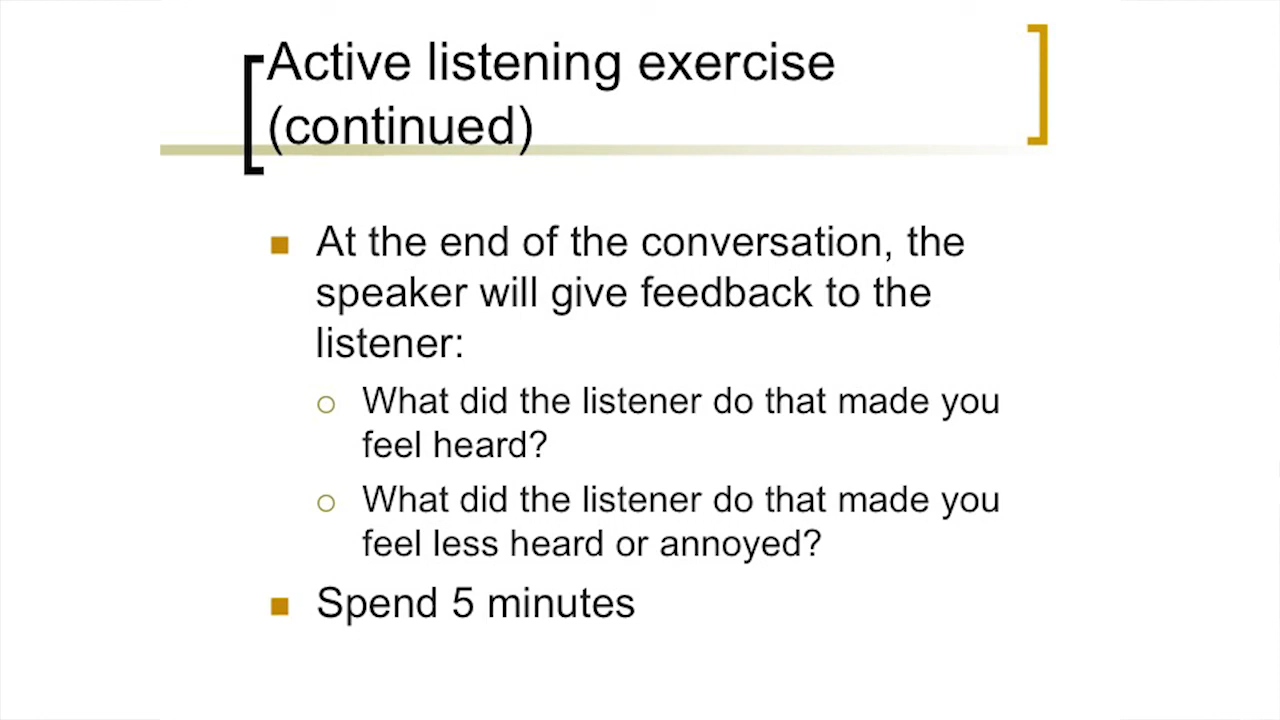 Active listening exercise
(continued)
At the end of the conversation, the
speaker will give feedback to the
listener:
What did the listener do that made you
feel heard?
What did the listener do that made you
feel less heard or annoyed?
Spend 5 minutes